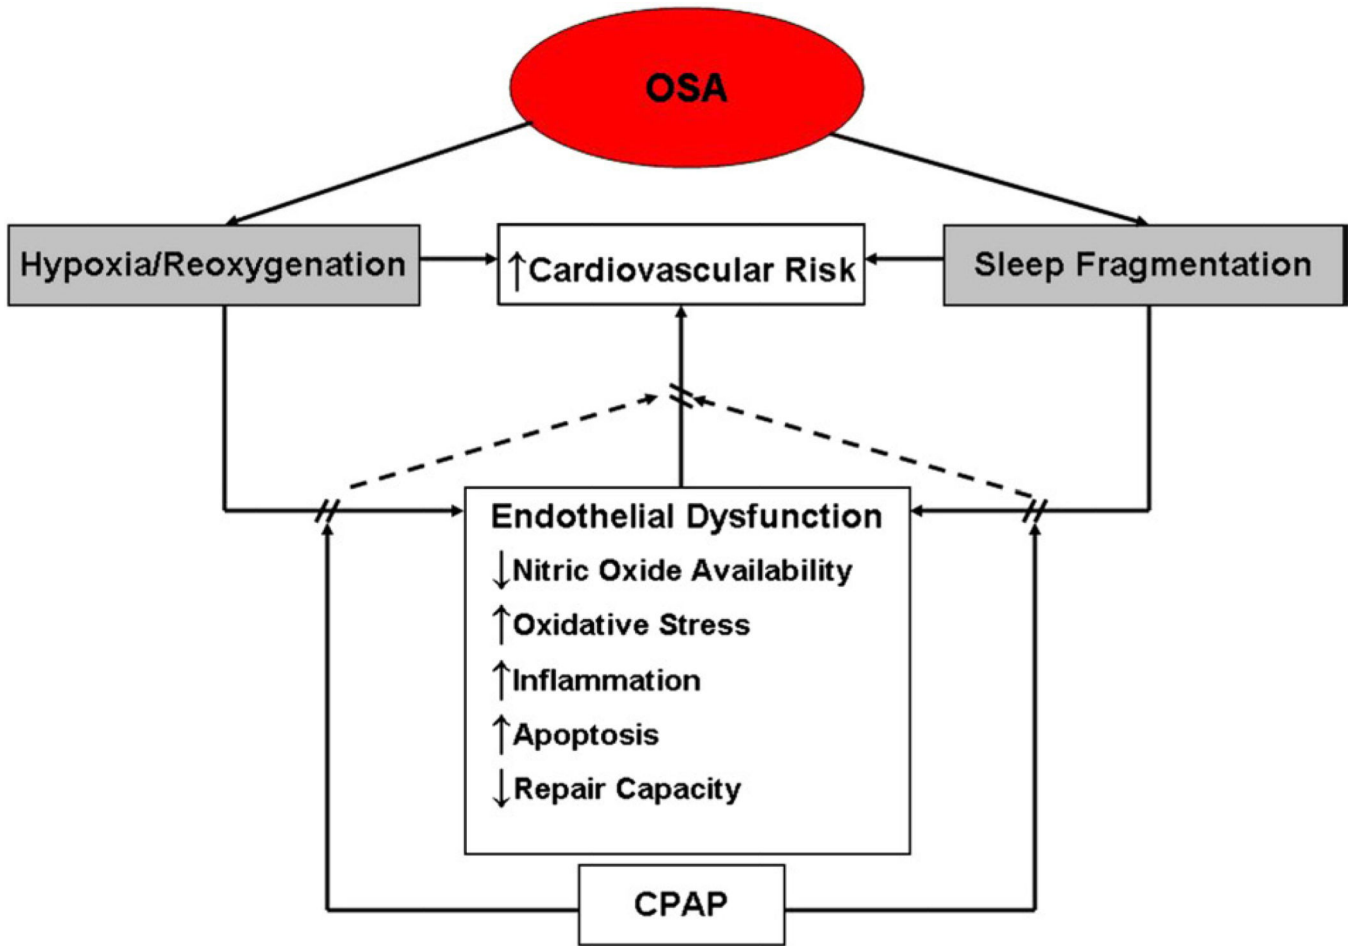 OSA
Hypoxia/Reoxygenation
↑Cardiovascular Risk
Sleep Fragmentation
Endothelial Dysfunction
↓Nitric Oxide Availability
↑Oxidative Stress
↑Inflammation
↑Apoptosis
↓Repair Capacity
CPAP